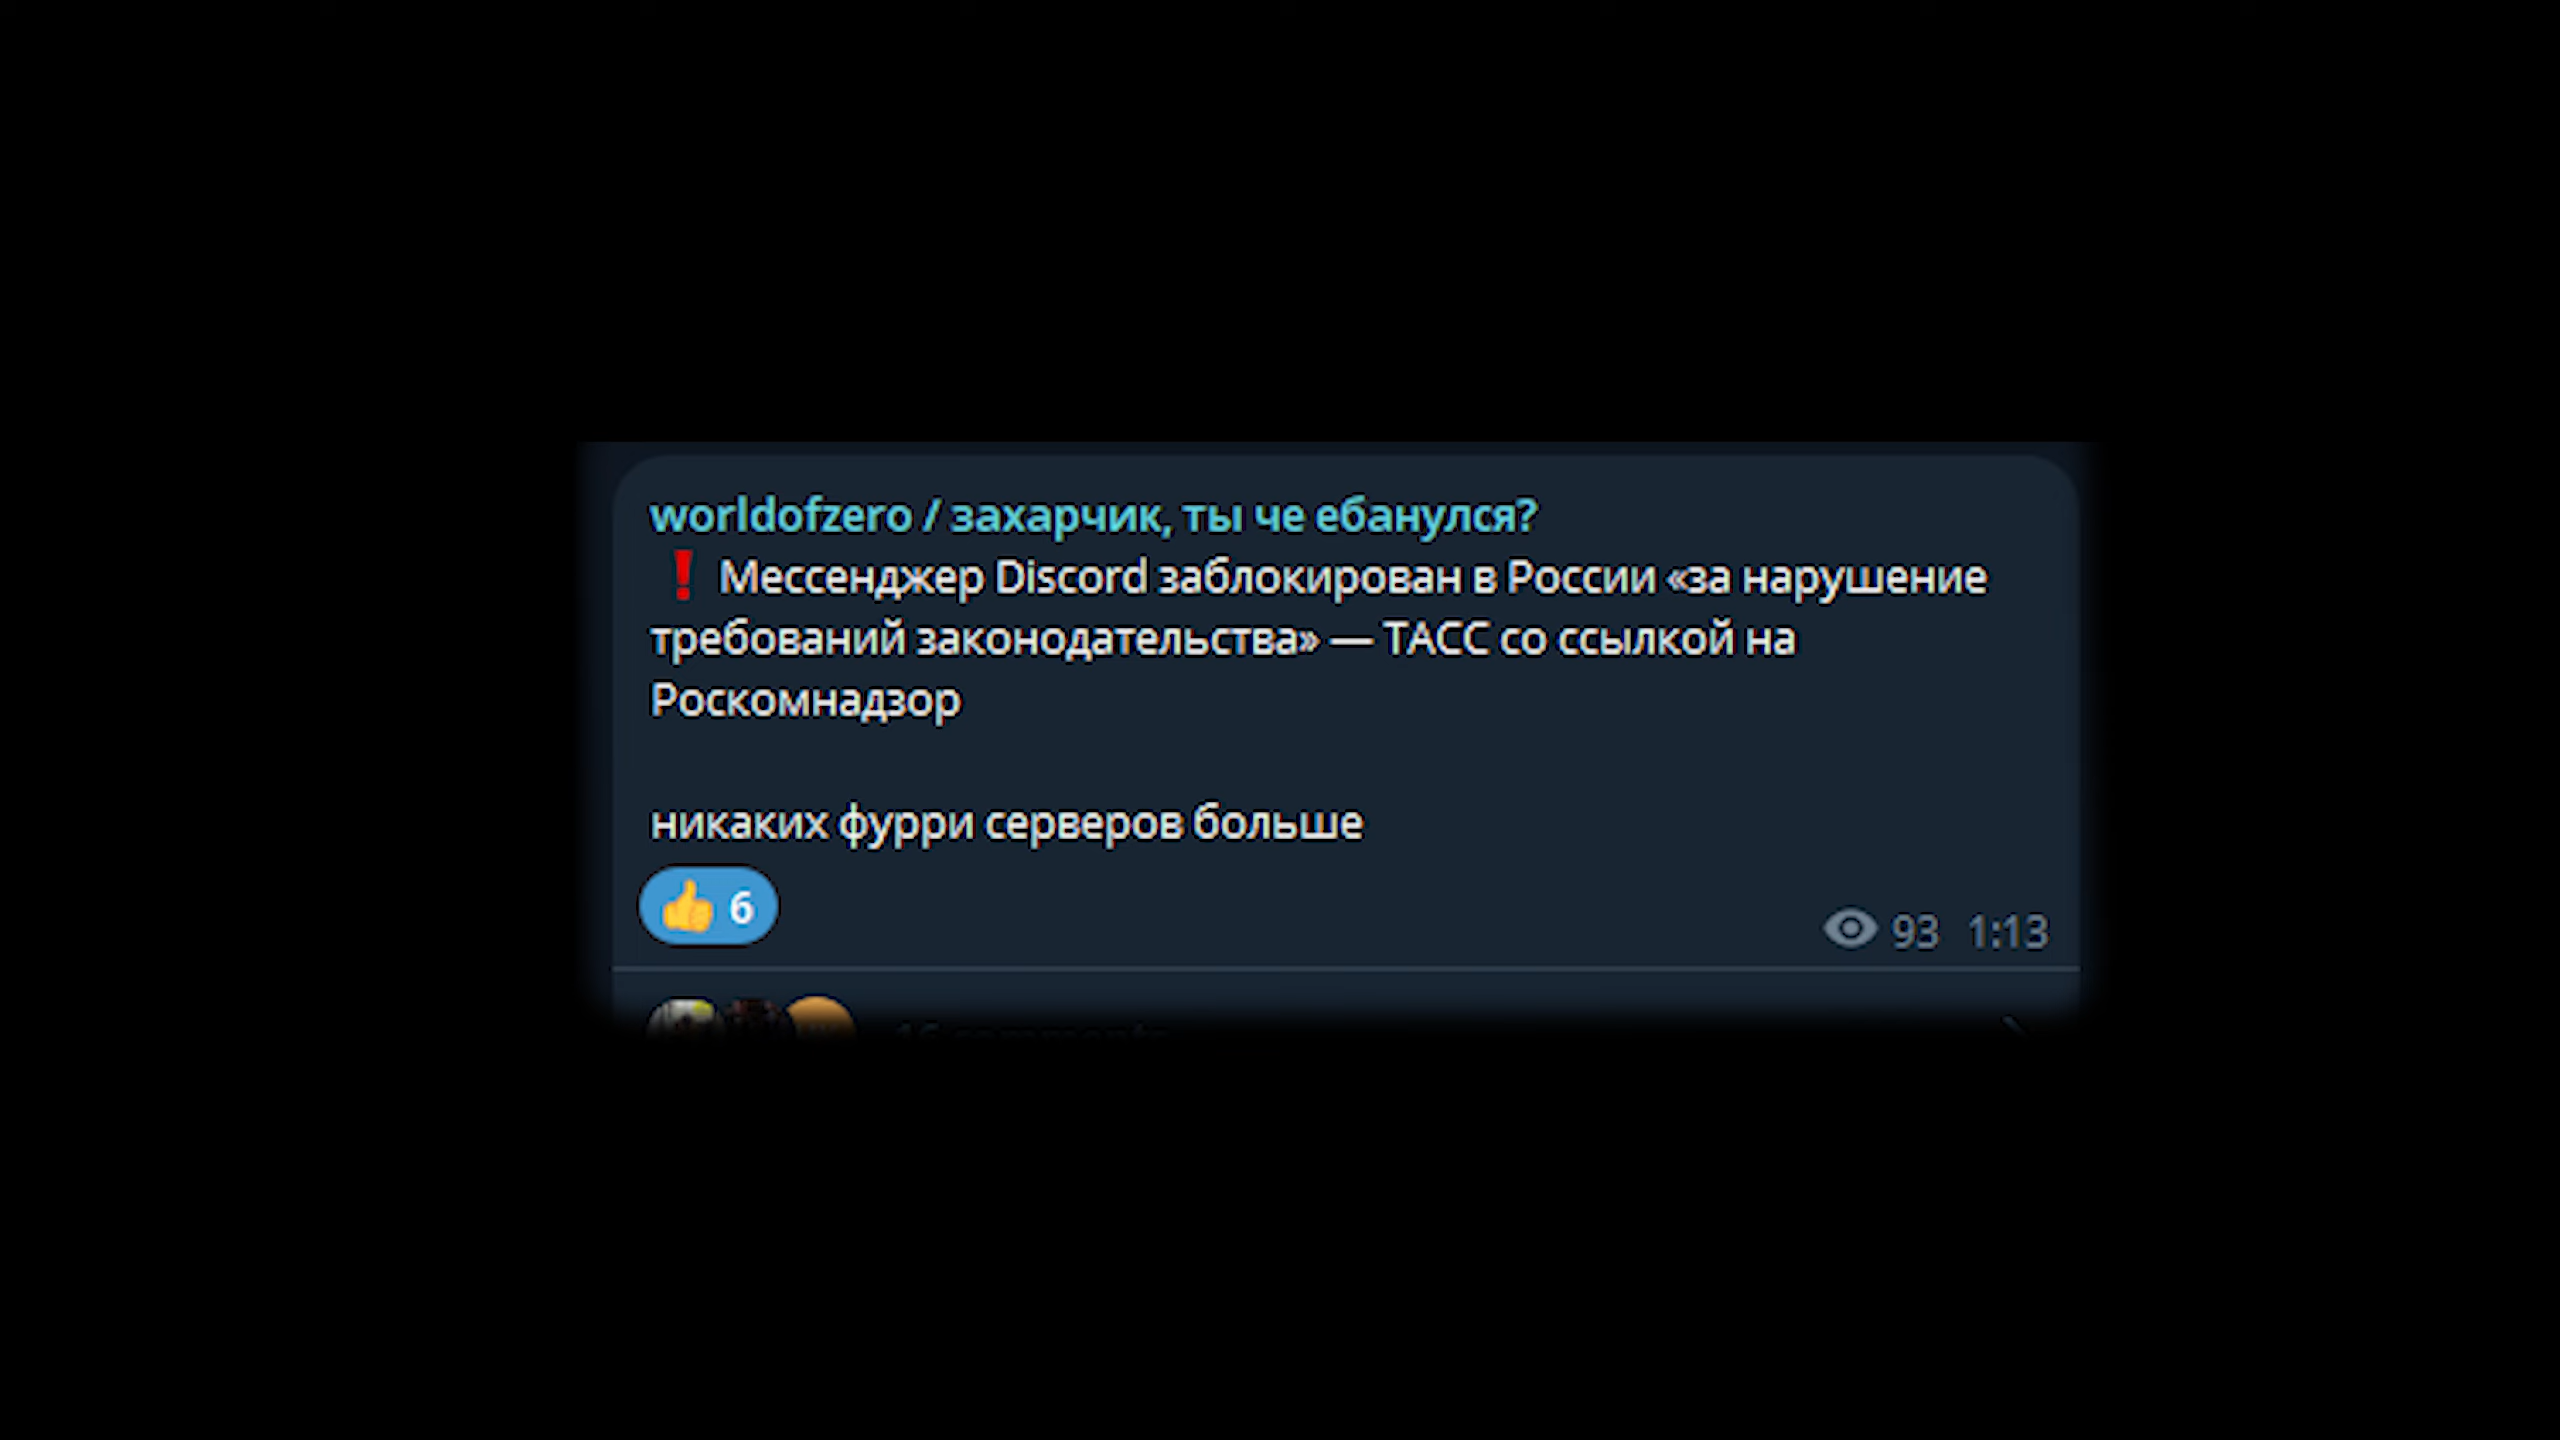 worldofzero / захарчик, ты че ебанулся?
❗ Мессенджер Discord заблокирован в России «за нарушение
требований законодательства» — ТАСС со ссылкой на
Роскомнадзор
никаких фурри серверов больше
👍 6
93 1:13